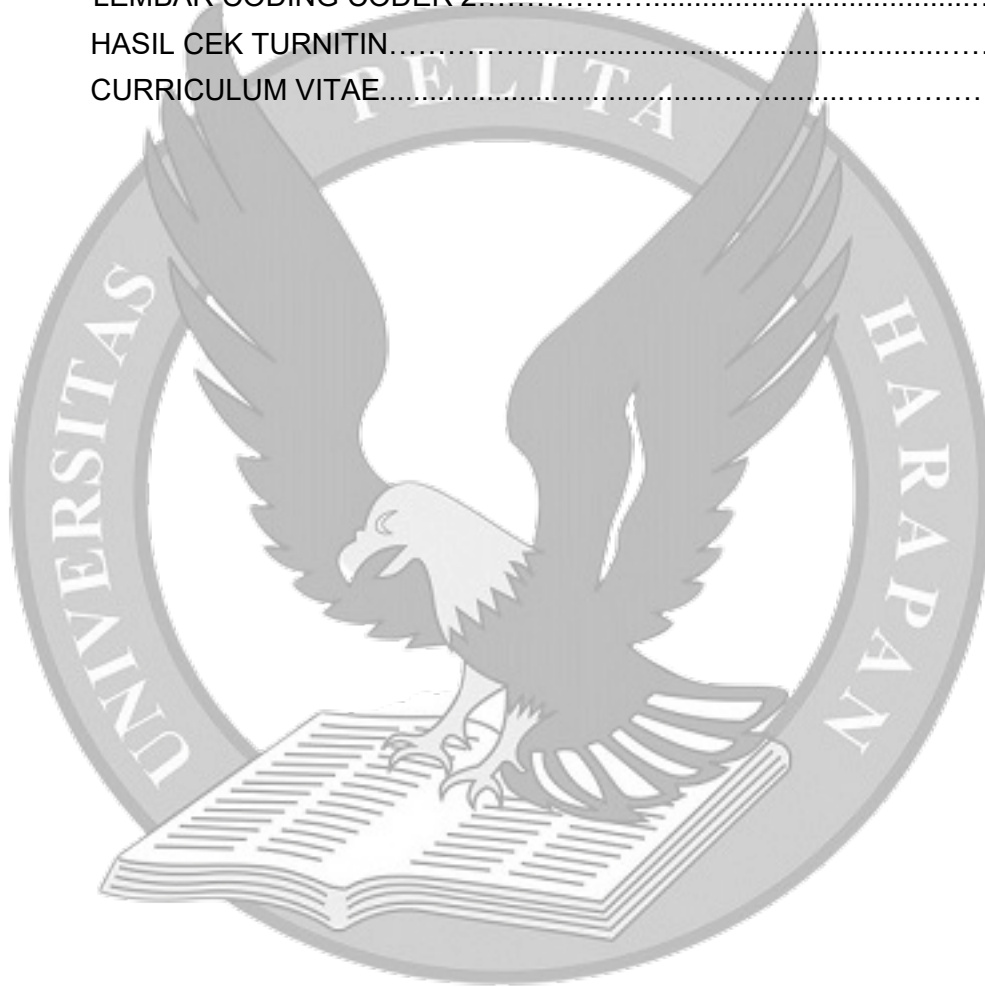 LEMBAR CODING CODER 2………………......................................
HASIL CEK TURNITIN………..…….....................................................….
CURRICULUM VITAE............................................……..........……………
UNIVERSITAS PELITA HARAPAN